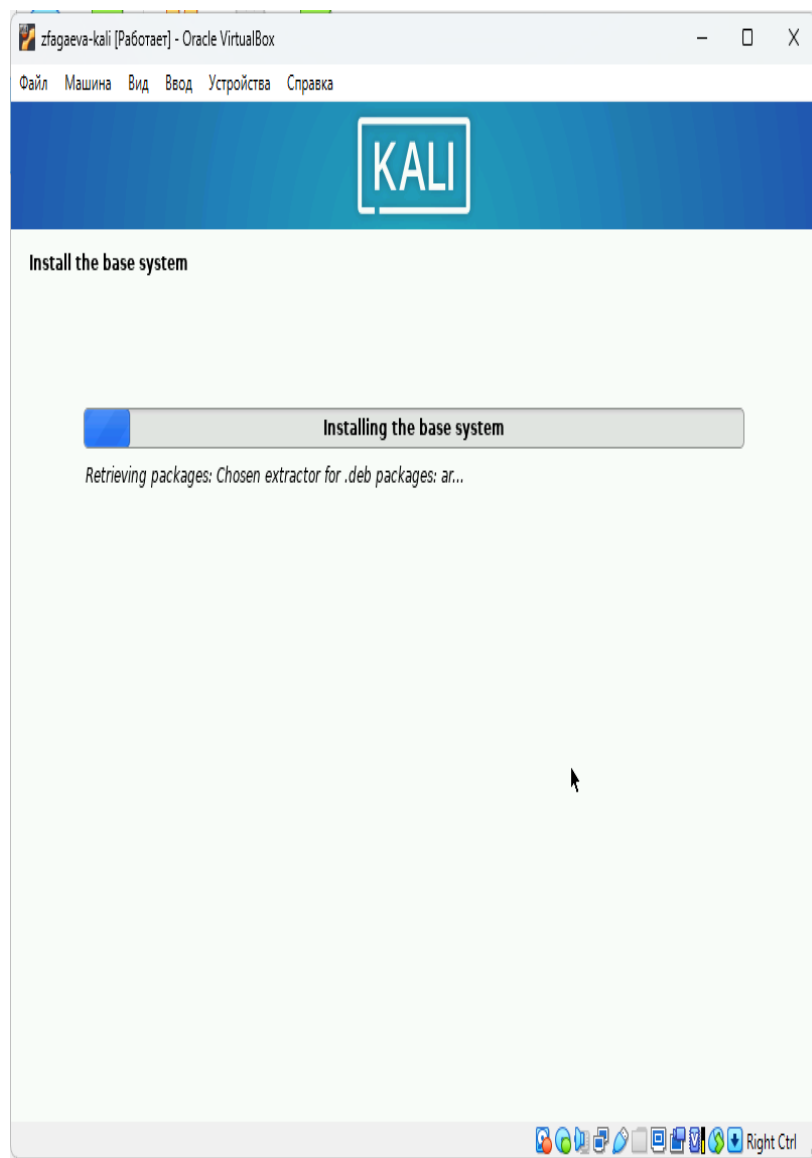 zfagaeva-kali [Работает] - Oracle VirtualBox
Файл Машина Вид Ввод Устройства Справка
KALI
Install the base system
Installing the base system
Retrieving packages: Chosen extractor for .deb packages: ar...
Right Ctrl